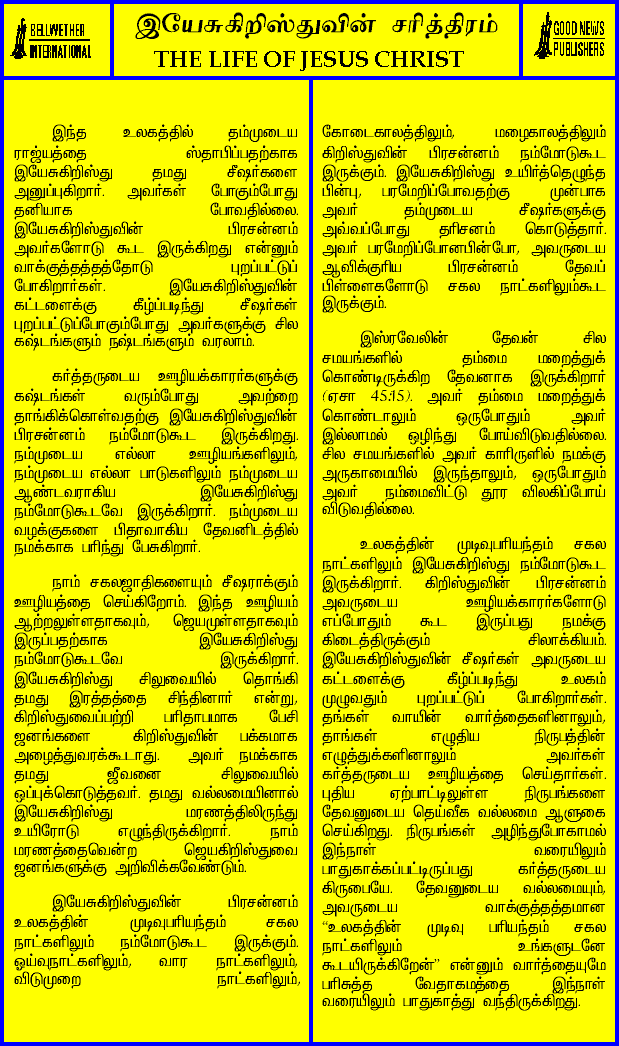 BELLWETHER
INTERNATIONAL
இயேசுகிறிஸ்துவின் சரித்திரம்
THE LIFE OF JESUS CHRIST
GOOD NEWS
PUBLISHERS
இந்த உலகத்தில் தம்முடைய
ராஜ்யத்தை ஸ்தாபிப்பதற்காக
இயேசுகிறிஸ்து தமது சீஷர்களை
அனுப்புகிறார். அவர்கள் போகும்போது
தனியாக போவதில்லை.
இயேசுகிறிஸ்துவின் பிரசன்னம்
அவர்களோடு கூட இருக்கிறது என்னும்
வாக்குத்தத்தத்தோடு புறப்பட்டுப்
போகிறார்கள். இயேசுகிறிஸ்துவின்
கட்டளைக்கு கீழ்ப்படிந்து சீஷர்கள்
புறப்பட்டுப்போகும்போது அவர்களுக்கு சில
கஷ்டங்களும் நஷ்டங்களும் வரலாம்.
கர்த்தருடைய ஊழியக்காரர்களுக்கு
கஷ்டங்கள் வரும்போது அவற்றை
தாங்கிக்கொள்வதற்கு இயேசுகிறிஸ்துவின்
பிரசன்னம் நம்மோடுகூட இருக்கிறது.
நம்முடைய எல்லா ஊழியங்களிலும்,
நம்முடைய எல்லா பாடுகளிலும் நம்முடைய
ஆண்டவராகிய இயேசுகிறிஸ்து
நம்மோடுகூடவே இருக்கிறார். நம்முடைய
வழக்குகளை பிதாவாகிய தேவனிடத்தில்
நமக்காக பரிந்து பேசுகிறார்.
நாம் சகலஜாதிகளையும் சீஷராக்கும்
ஊழியத்தை செய்கிறோம். இந்த ஊழியம்
ஆற்றலுள்ளதாகவும், ஜெயமுள்ளதாகவும்
இருப்பதற்காக இயேசுகிறிஸ்து
நம்மோடுகூடவே இருக்கிறார்.
இயேசுகிறிஸ்து சிலுவையில் தொங்கி
தமது இரத்தத்தை சிந்தினார் என்று,
கிறிஸ்துவைப்பற்றி பரிதாபமாக பேசி
ஜனங்களை கிறிஸ்துவின் பக்கமாக
அழைத்துவரக்கூடாது. அவர் நமக்காக
தமது ஜீவனை சிலுவையில்
ஒப்புக்கொடுத்தவர். தமது வல்லமையினால்
இயேசுகிறிஸ்து மரணத்திலிருந்து
உயிரோடு எழுந்திருக்கிறார். நாம்
மரணத்தைவென்ற ஜெயகிறிஸ்துவை
ஜனங்களுக்கு அறிவிக்கவேண்டும்.
இயேசுகிறிஸ்துவின் பிரசன்னம்
உலகத்தின் முடிவுபரியந்தம் சகல
நாட்களிலும் நம்மோடுகூட இருக்கும்.
ஓய்வுநாட்களிலும், வார நாட்களிலும்,
விடுமுறை நாட்களிலும்,
கோடைகாலத்திலும், மழைகாலத்திலும்
கிறிஸ்துவின் பிரசன்னம் நம்மோடுகூட
இருக்கும். இயேசுகிறிஸ்து உயிர்த்தெழுந்த
பின்பு, பரமேறிப்போவதற்கு முன்பாக
அவர் தம்முடைய சீஷர்களுக்கு
அவ்வப்போது தரிசனம் கொடுத்தார்.
அவர் பரமேறிப்போனபின்போ, அவருடைய
ஆவிக்குரிய பிரசன்னம் தேவப்
பிள்ளைகளோடு சகல நாட்களிலும்கூட
இருக்கும்.
இஸ்ரவேலின் தேவன் சில
சமயங்களில் தம்மை மறைத்துக்
கொண்டிருக்கிற தேவனாக இருக்கிறார்
(ஏசா 45:15). அவர் தம்மை மறைத்துக்
கொண்டாலும் ஒருபோதும் அவர்
இல்லாமல் ஒழிந்து போய்விடுவதில்லை.
சில சமயங்களில் அவர் காரிருளில் நமக்கு
அருகாமையில் இருந்தாலும், ஒருபோதும்
அவர் நம்மைவிட்டு தூர விலகிப்போய்
விடுவதில்லை.
உலகத்தின் முடிவுபரியந்தம் சகல
நாட்களிலும் இயேசுகிறிஸ்து நம்மோடுகூட
இருக்கிறார். கிறிஸ்துவின் பிரசன்னம்
அவருடைய ஊழியக்காரர்களோடு
எப்போதும் கூட இருப்பது நமக்கு
கிடைத்திருக்கும் சிலாக்கியம்.
இயேசுகிறிஸ்துவின் சீஷர்கள் அவருடைய
கட்டளைக்கு கீழ்ப்படிந்து உலகம்
முழுவதும் புறப்பட்டுப் போகிறார்கள்.
தங்கள் வாயின் வார்த்தைகளினாலும்,
தாங்கள் எழுதிய நிருபத்தின்
எழுத்துக்களினாலும் அவர்கள்
கர்த்தருடைய ஊழியத்தை செய்தார்கள்.
புதிய ஏற்பாட்டிலுள்ள நிருபங்களை
தேவனுடைய தெய்வீக வல்லமை ஆளுகை
செய்கிறது. நிருபங்கள் அழிந்துபோகாமல்
இந்நாள் வரையிலும்
பாதுகாக்கப்பட்டிருப்பது கர்த்தருடைய
கிருபையே. தேவனுடைய வல்லமையும்,
அவருடைய வாக்குத்தத்தமான
“உலகத்தின் முடிவு பரியந்தம் சகல
நாட்களிலும் உங்களுடனே
கூடயிருக்கிறேன்” என்னும் வார்த்தையுமே
பரிசுத்த வேதாகமத்தை இந்நாள்
வரையிலும் பாதுகாத்து வந்திருக்கிறது.